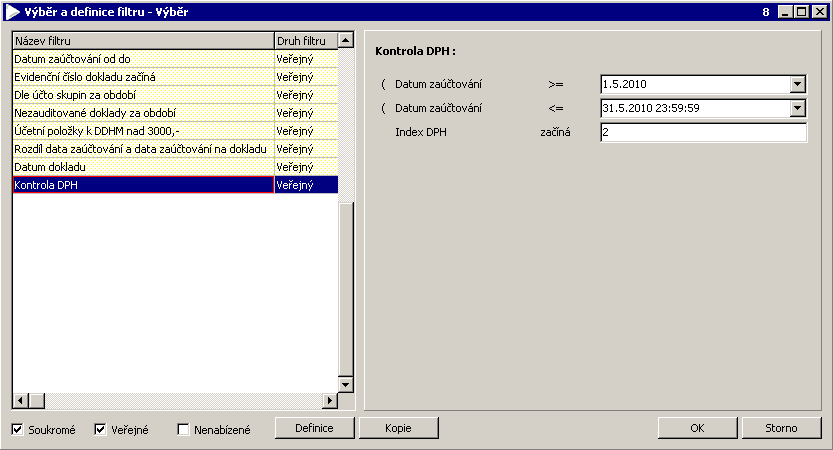 Výběr a definice filtru - Výběr 8
Název filtru Druh filtru
Datum zaúčtování od do Veřejný
Evidenční číslo dokladu začíná Veřejný
Dle účto skupin za období Veřejný
Nezauditované doklady za období Veřejný
Účetní položky k DDHM nad 3000,- Veřejný
Rozdíl data zaúčtování a data zaúčtování na dokladu Veřejný
Datum dokladu Veřejný
Kontrola DPH Veřejný
Kontrola DPH :
( Datum zaúčtování >= 1.5.2010
( Datum zaúčtování <= 31.5.2010 23:59:59
Index DPH začíná 2
Soukromé Veřejné Nenabízené Definice Kopie OK Storno